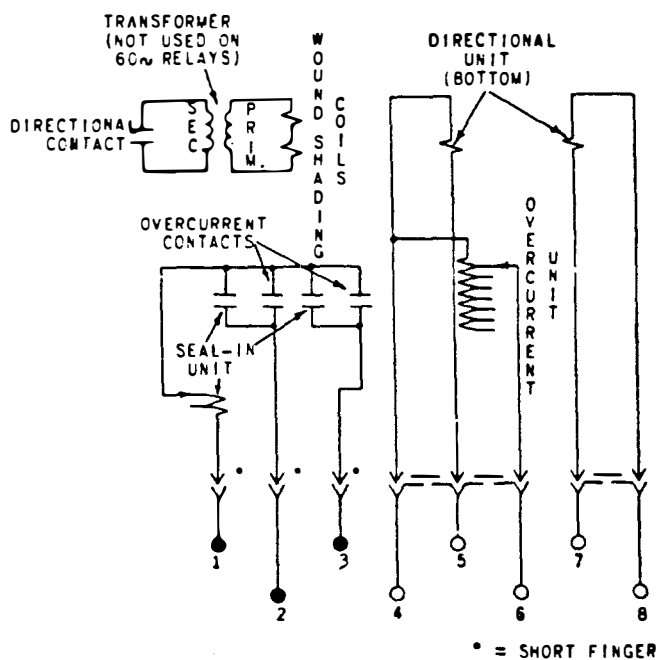 TRANSFORMER
(NOT USED ON
60~ RELAYS)
WOUND SHADING
COILS
DIRECTIONAL
UNIT
(BOTTOM)
SEC
PRIM.
DIRECTIONAL
CONTACT
OVERCURRENT
CONTACTS
OVERCURRENT
UNIT
SEAL-IN
UNIT
1
2
3
4
5
6
7
8
* = SHORT FINGER